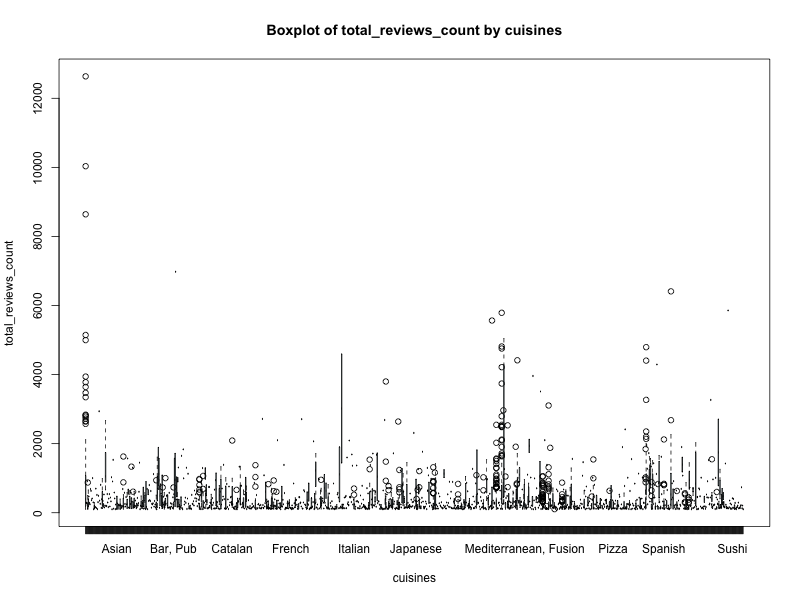 Boxplot of total_reviews_count by cuisines
total_reviews_count
12000
10000
8000
6000
4000
2000
0
Asian Bar, Pub Catalan French Italian Japanese Mediterranean, Fusion Pizza Spanish Sushi
cuisines